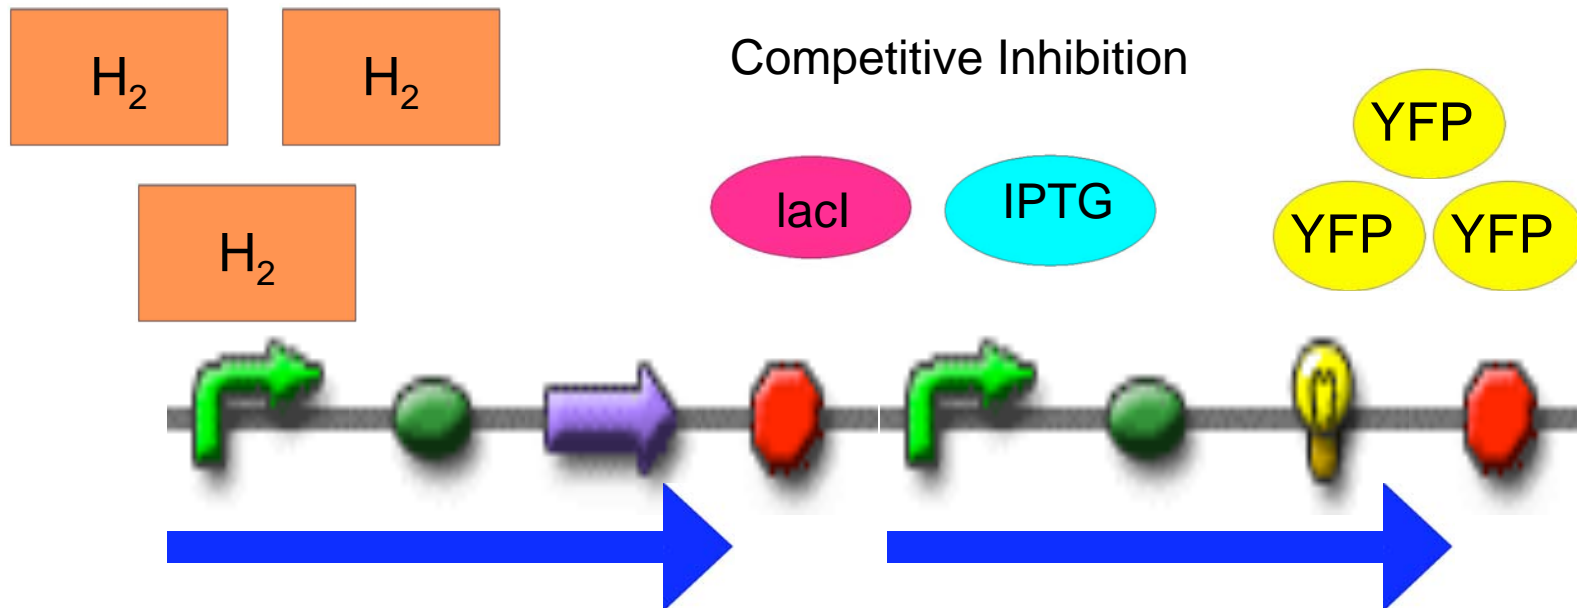 H₂ H₂
Competitive Inhibition
YFP
lacI IPTG
H₂
YFP YFP